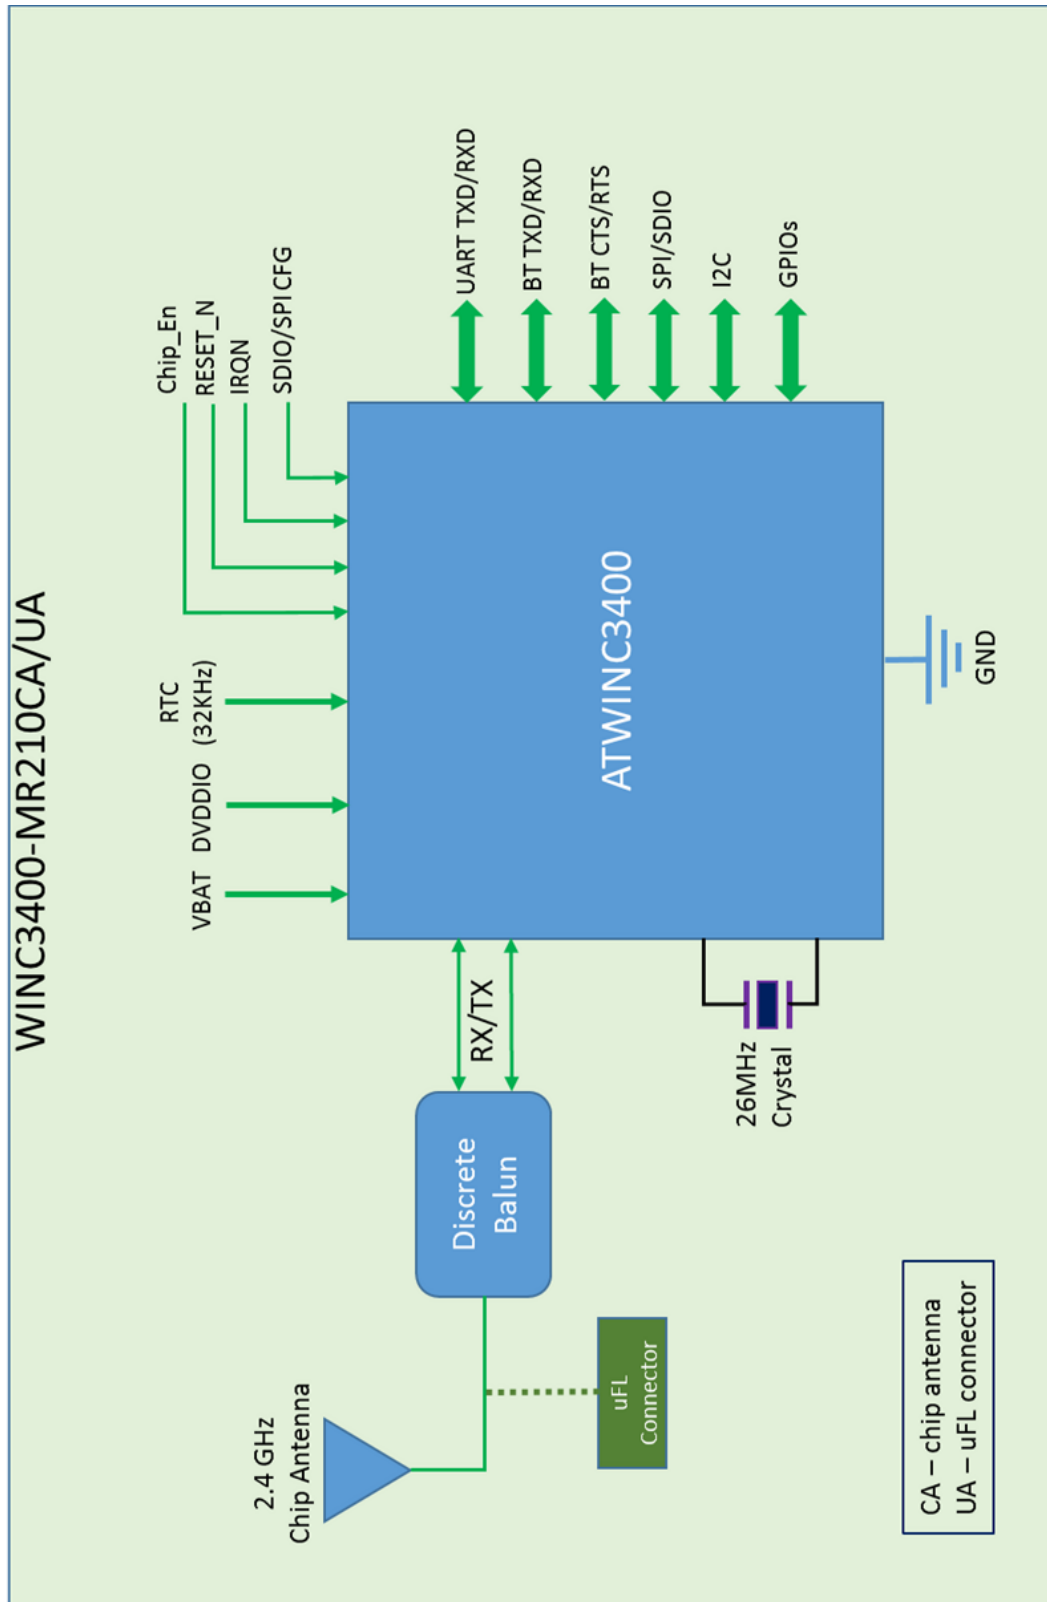 WINC3400-MR210CA/UA
2.4 GHz
Chip Antenna
uFL
Connector
Discrete
Balun
RX/TX
VBAT
DVDDIO
RTC
(32KHz)
Chip_En
RESET_N
IRQN
SDIO/SPI CFG
ATWINC3400
UART TXD/RXD
BT TXD/RXD
BT CTS/RTS
SPI/SDIO
I2C
GPIOs
26MHz
Crystal
GND
CA – chip antenna
UA – uFL connector